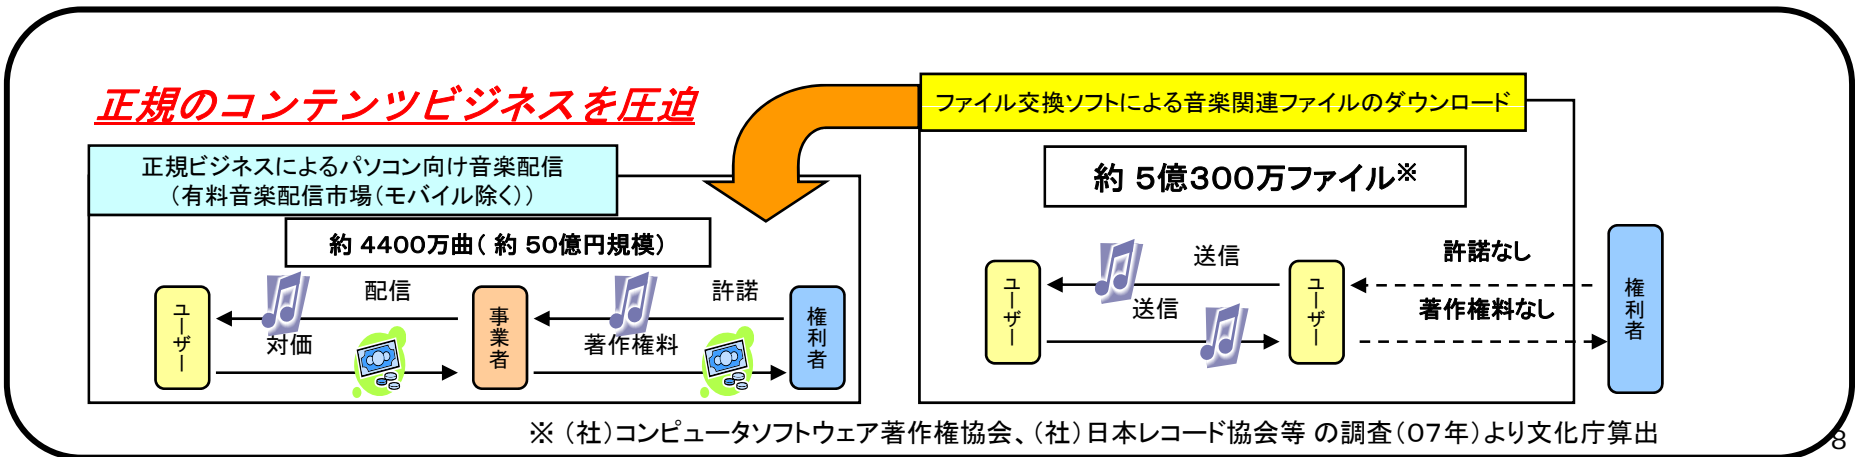 正規のコンテンツビジネスを圧迫
ファイル交換ソフトによる音楽関連ファイルのダウンロード
正規ビジネスによるパソコン向け音楽配信
（有料音楽配信市場（モバイル除く））
約 5億300万ファイル※
約 4400万曲（ 約 50億円規模）
ユーザー
配信
対価
事業者
許諾
著作権料
権利者
ユーザー
送信
送信
ユーザー
許諾なし
著作権料なし
権利者
※ （社）コンピュータソフトウェア著作権協会、（社）日本レコード協会等 の調査（07年）より文化庁算出
8